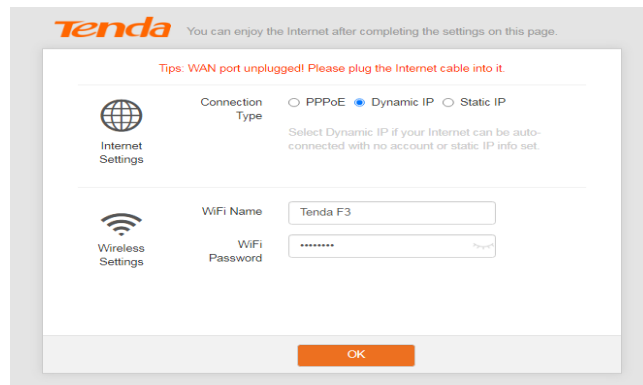 Tenda You can enjoy the Internet after completing the settings on this page.
Tips: WAN port unplugged! Please plug the Internet cable into it.
Connection Type
PPPoE Dynamic IP Static IP
Select Dynamic IP if your Internet can be auto-
connected with no account or static IP info set.
Internet
Settings
WiFi Name
Tenda F3
WiFi
Password
••••••••
Wireless
Settings
OK